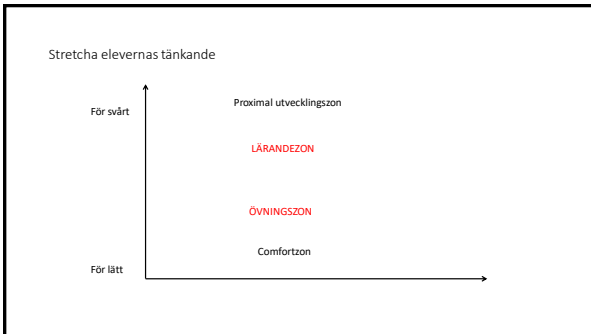 Stretcha elevernas tänkande
För svårt
Proximal utvecklingszon
LÄRANDEZON
ÖVNINGSZON
Comfortzon
För lätt